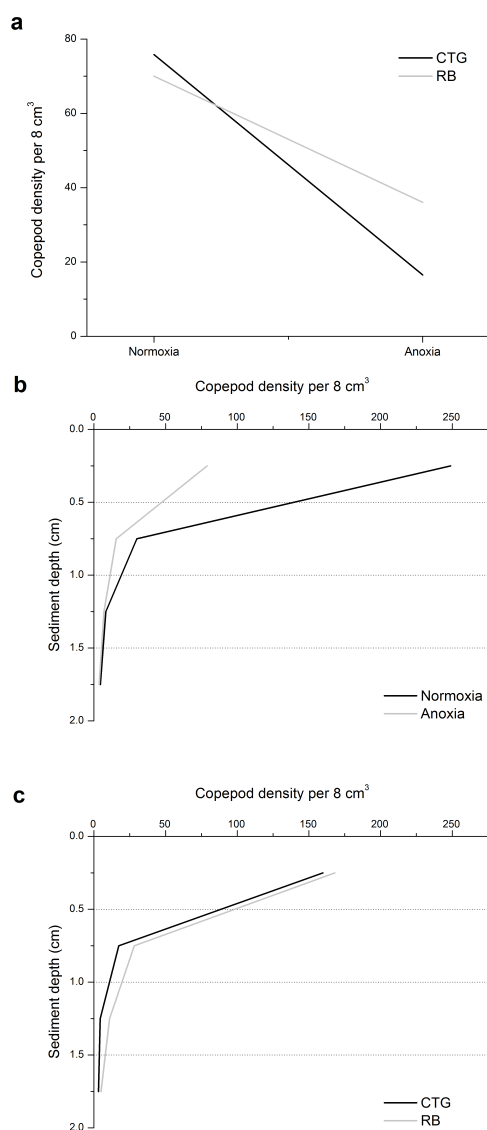 a
80
60
40
20
0
Copepod density per 8 cm³
CTG
RB
Normoxia
Anoxia
b
Copepod density per 8 cm³
0 50 100 150 200 250
0.0
0.5
1.0
1.5
2.0
Sediment depth (cm)
Normoxia
Anoxia
c
Copepod density per 8 cm³
0 50 100 150 200 250
0.0
0.5
1.0
1.5
2.0
Sediment depth (cm)
CTG
RB